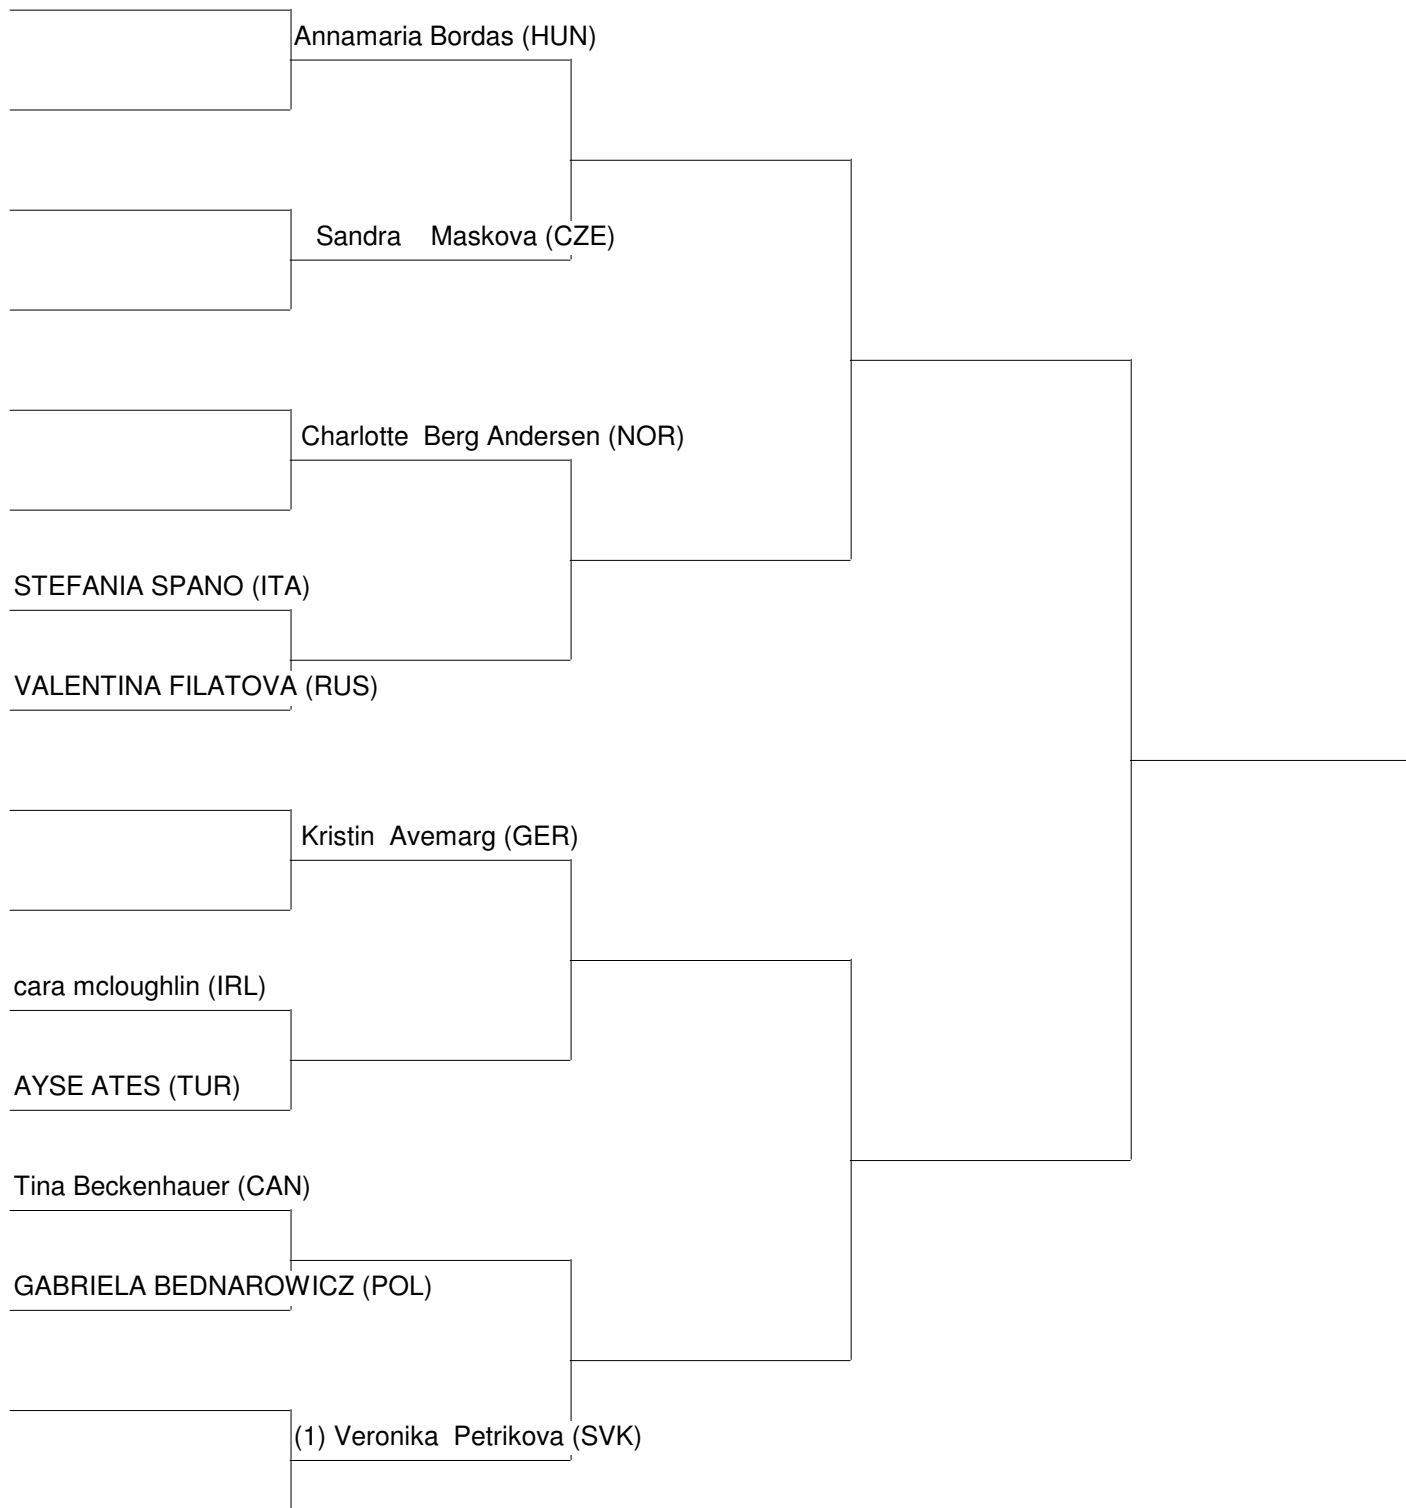 Annamaria Bordas (HUN)
Sandra Maskova (CZE)
Charlotte Berg Andersen (NOR)
STEFANIA SPANO (ITA)
VALENTINA FILATOVA (RUS)
Kristin Avemarg (GER)
cara mcloughlin (IRL)
AYSE ATES (TUR)
Tina Beckenhauer (CAN)
GABRIELA BEDNAROWICZ (POL)
(1) Veronika Petrikova (SVK)